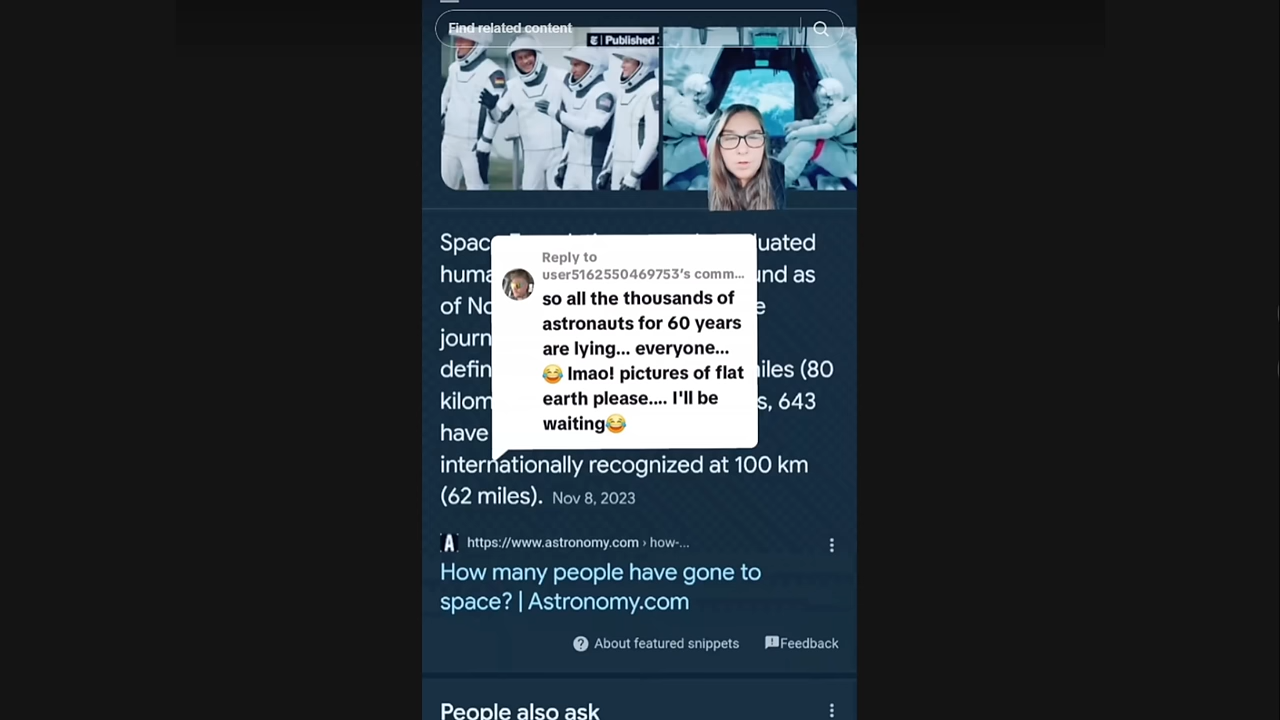 Find related content
Published
Spac
uated
huma
nd as
of No
e
journ
defin
iles (80
kilom
s, 643
have
internationally recognized at 100 km
(62 miles). Nov 8, 2023
Reply to
user5162550469753's comm...
so all the thousands of
astronauts for 60 years
are lying... everyone...
😂 lmao! pictures of flat
earth please.... I'll be
waiting😂
A https://www.astronomy.com › how-...
How many people have gone to
space? | Astronomy.com
? About featured snippets
Feedback
People also ask